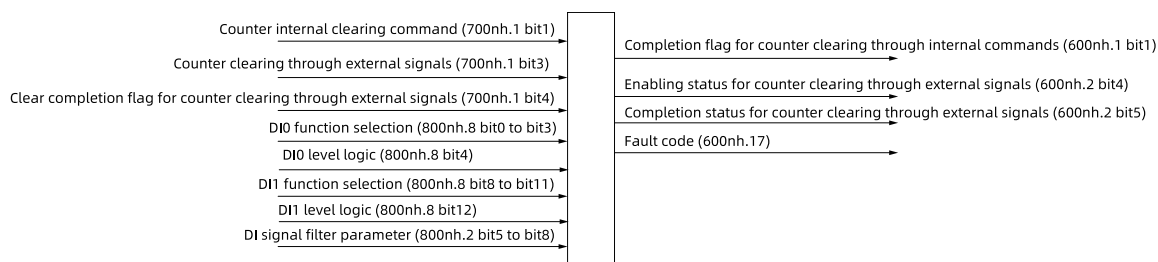 Counter internal clearing command (700nh.1 bit1)
Counter clearing through external signals (700nh.1 bit3)
Clear completion flag for counter clearing through external signals (700nh.1 bit4)
DI0 function selection (800nh.8 bit0 to bit3)
DI0 level logic (800nh.8 bit4)
DI1 function selection (800nh.8 bit8 to bit11)
DI1 level logic (800nh.8 bit12)
DI signal filter parameter (800nh.2 bit5 to bit8)
Completion flag for counter clearing through internal commands (600nh.1 bit1)
Enabling status for counter clearing through external signals (600nh.2 bit4)
Completion status for counter clearing through external signals (600nh.2 bit5)
Fault code (600nh.17)